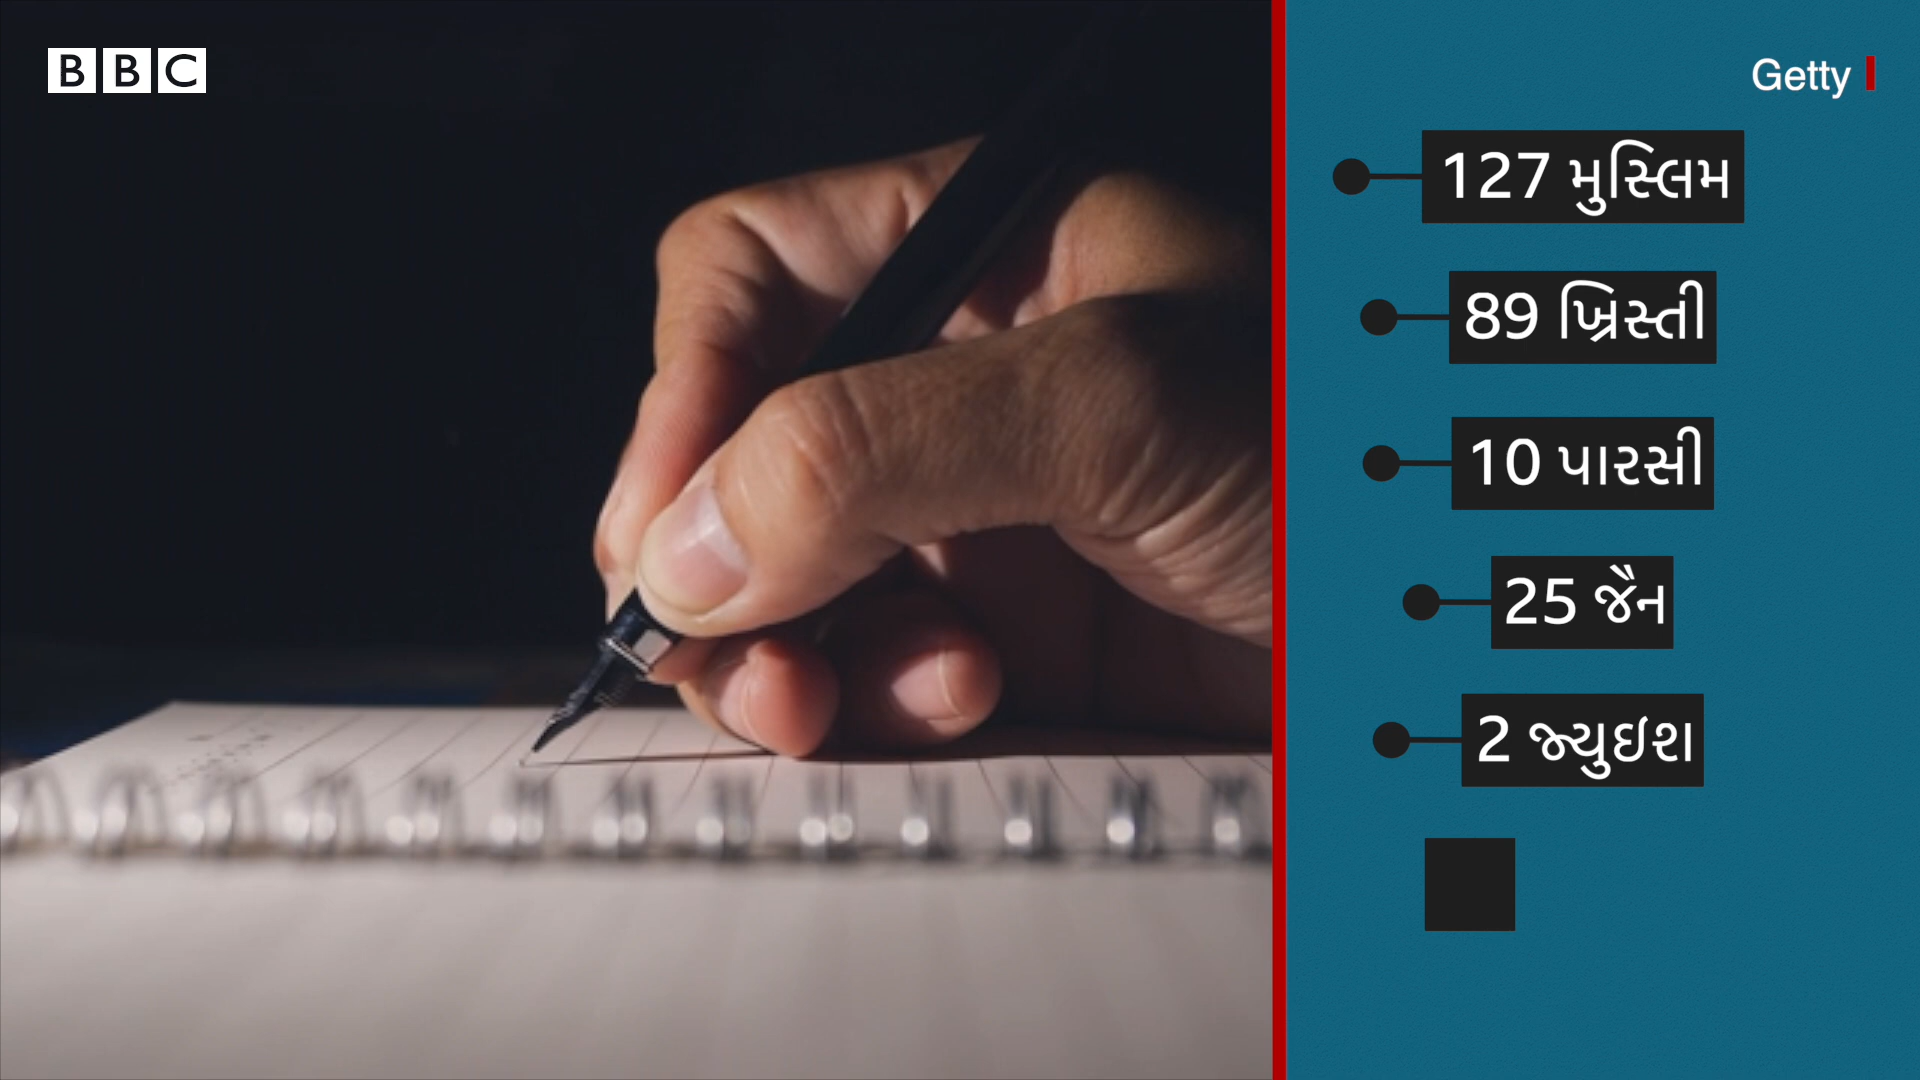 BBC
Getty
127 મુસ્લિમ
89 ખ્રિસ્તી
10 પારસી
25 જૈન
2 જ્યુઇશ